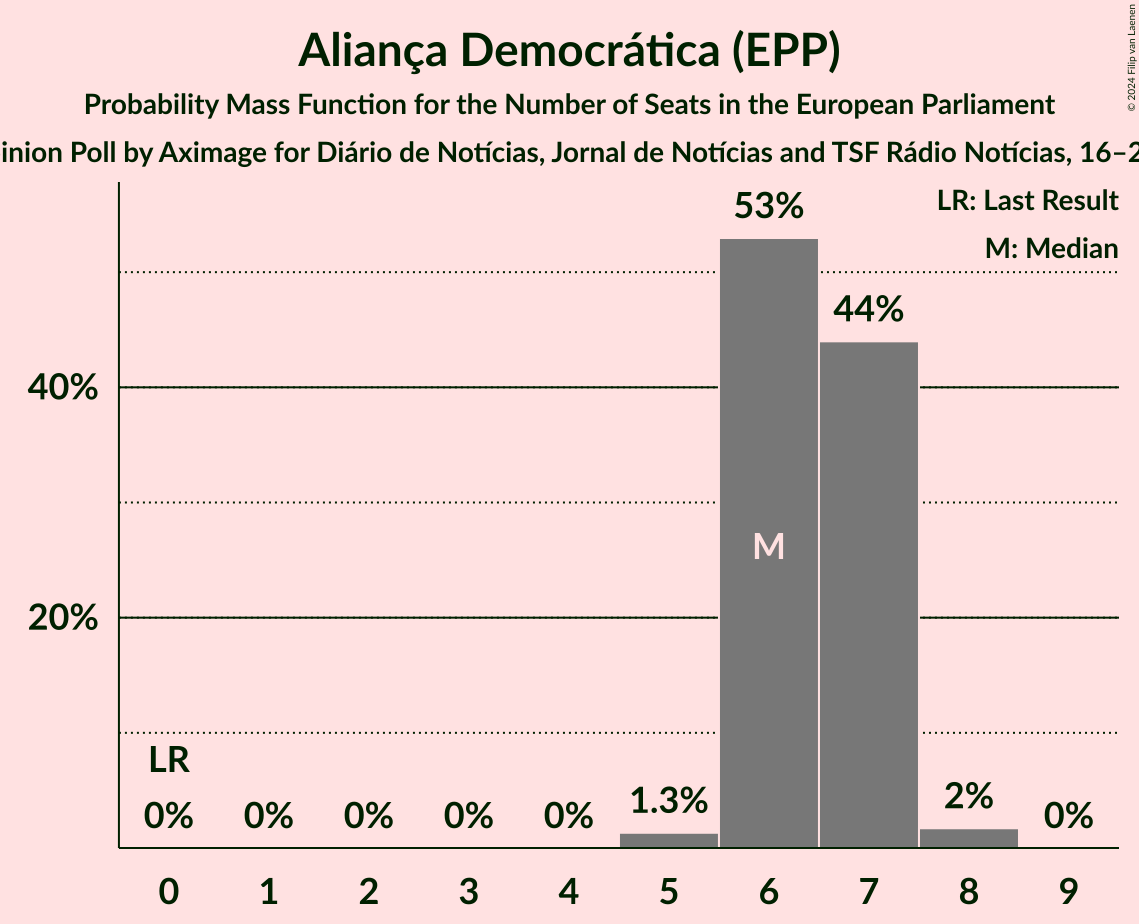 Aliança Democrática (EPP)
Probability Mass Function for the Number of Seats in the European Parliament
inion Poll by Aximage for Diário de Notícias, Jornal de Notícias and TSF Rádio Notícias, 16–2
© 2024 Filip van Laenen
LR: Last Result
M: Median
53%
44%
40%
M
20%
LR
0%
0%
0%
0%
0%
1.3%
2%
0%
0
1
2
3
4
5
6
7
8
9